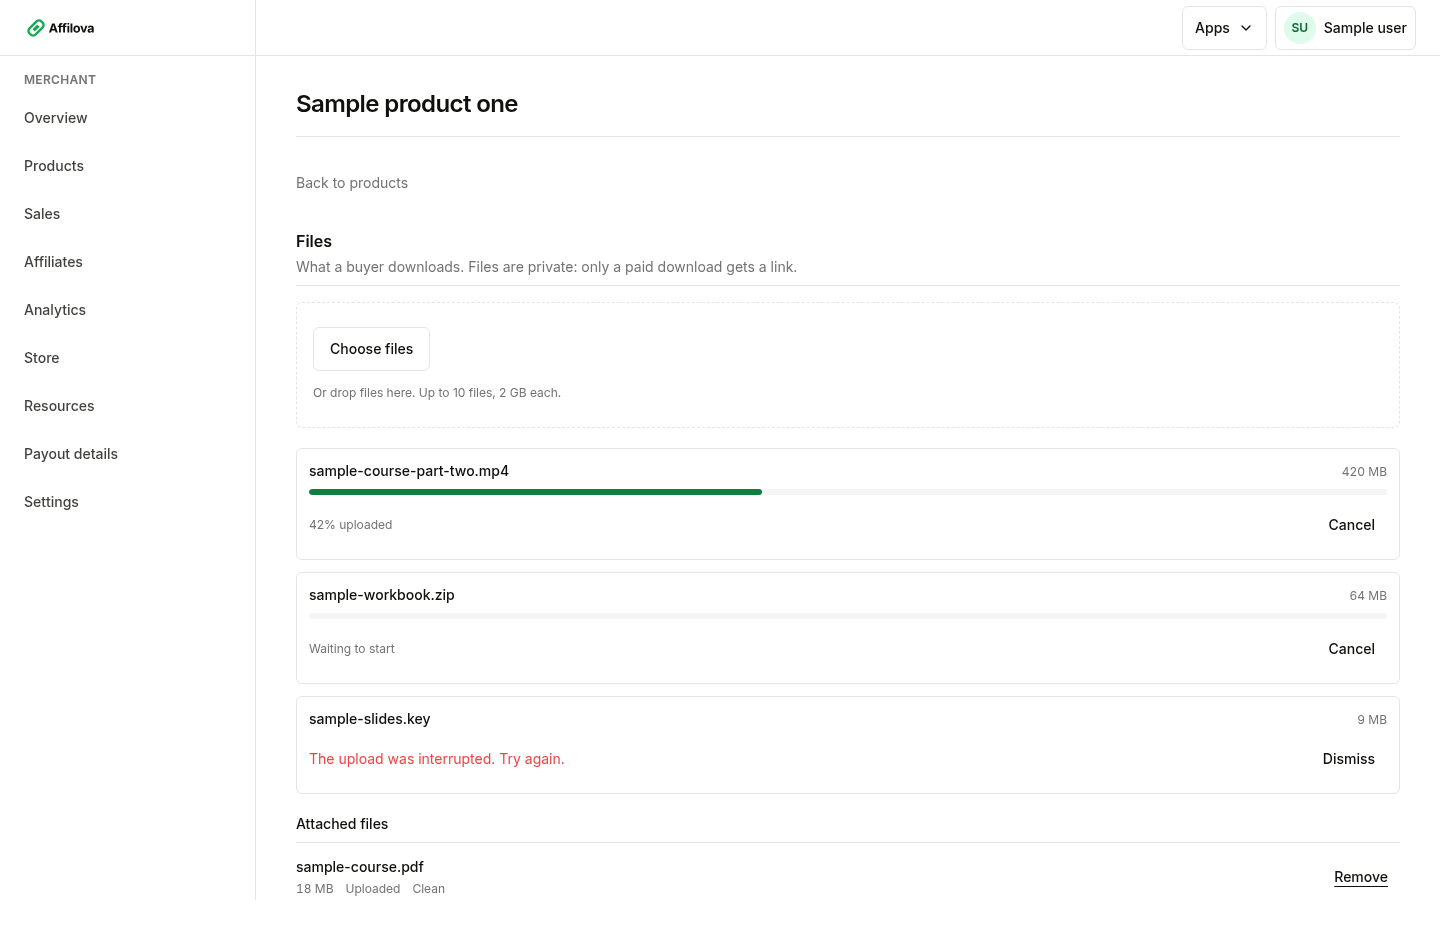 Affilova
Apps
SU
Sample user
MERCHANT
Overview
Products
Sales
Affiliates
Analytics
Store
Resources
Payout details
Settings
Sample product one
Back to products
Files
What a buyer downloads. Files are private: only a paid download gets a link.
Choose files
Or drop files here. Up to 10 files, 2 GB each.
sample-course-part-two.mp4
420 MB
42% uploaded
Cancel
sample-workbook.zip
64 MB
Waiting to start
Cancel
sample-slides.key
9 MB
The upload was interrupted. Try again.
Dismiss
Attached files
sample-course.pdf
18 MB Uploaded Clean
Remove